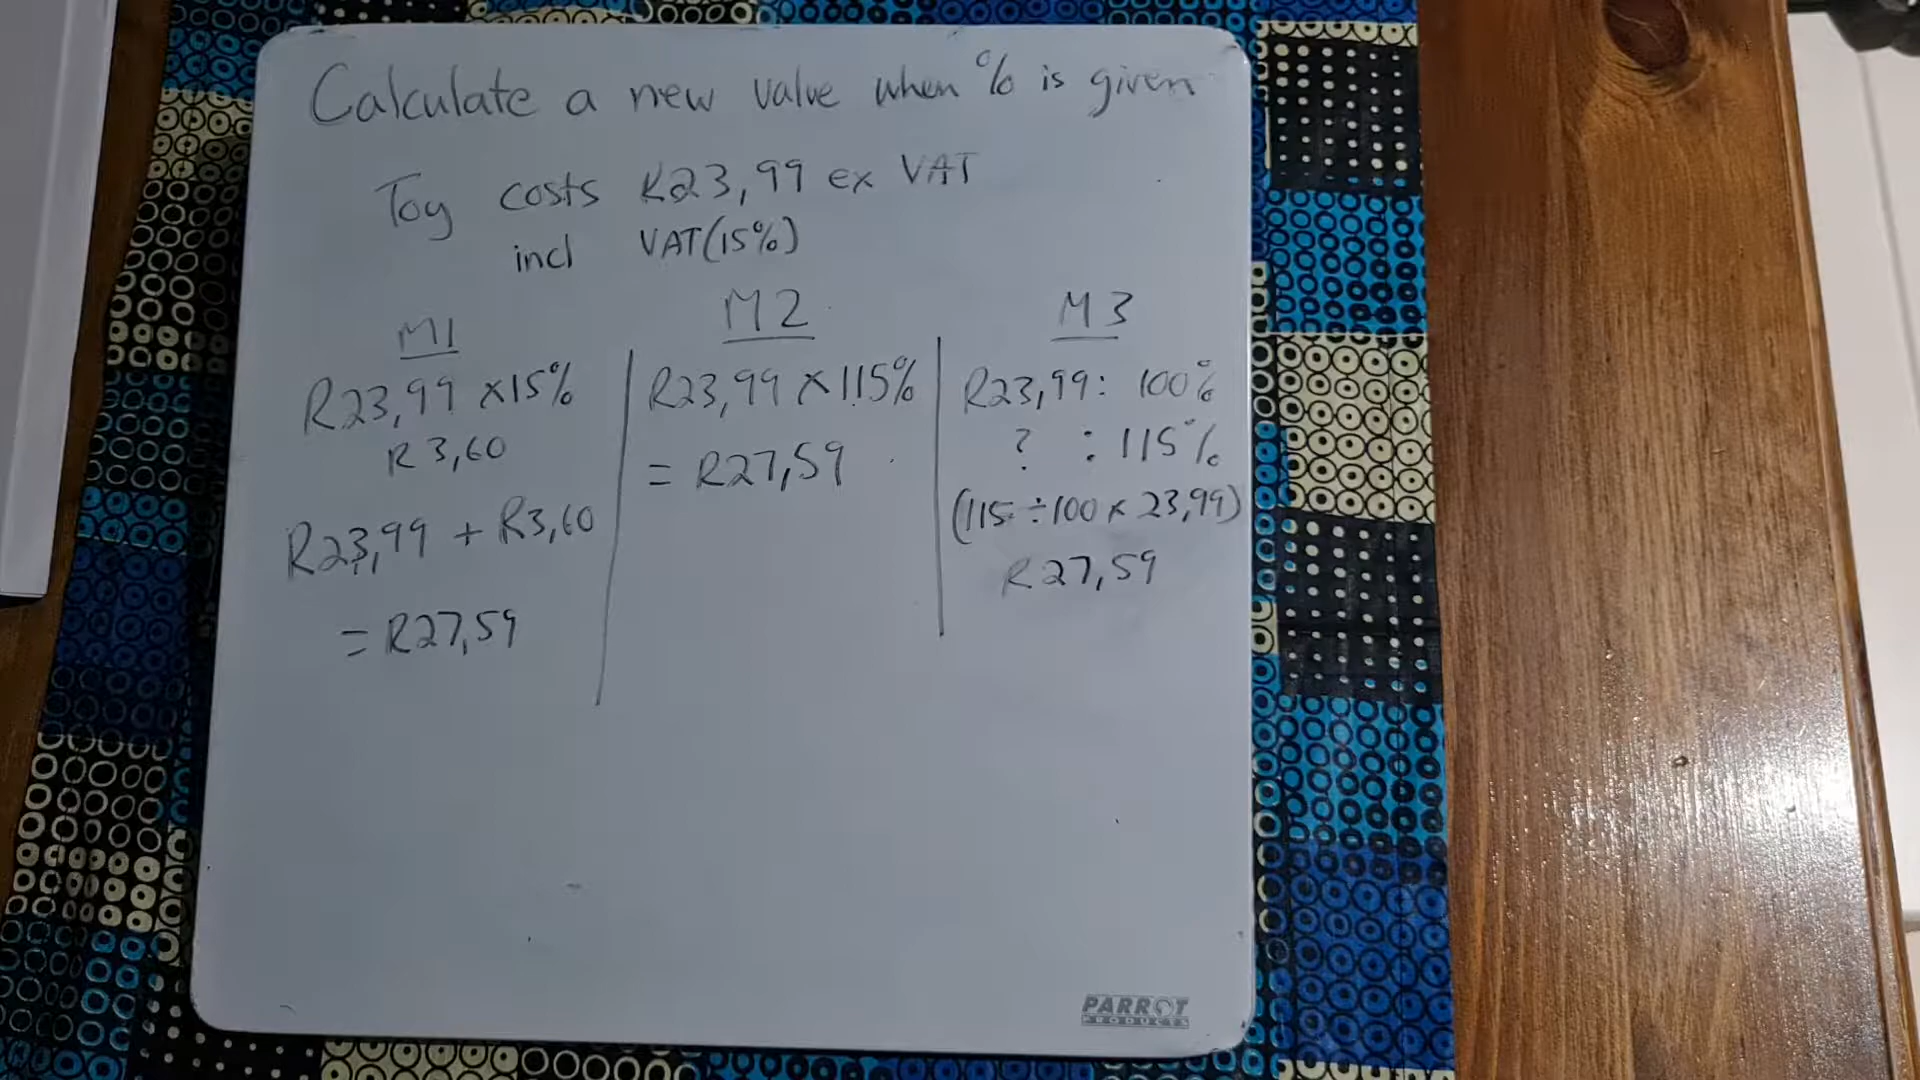 Calculate a new value when % is given
Toy costs R23,99 ex VAT
incl VAT(15%)
M1
R23,99 x15%
R3,60
R23,99 + R3,60
= R27,59
M2
R23,99 x 115%
= R27,59
M3
R23,99: 100%
? : 115%
(115 ÷100 x 23,99)
R27,59
PARROT
PRODUCTS